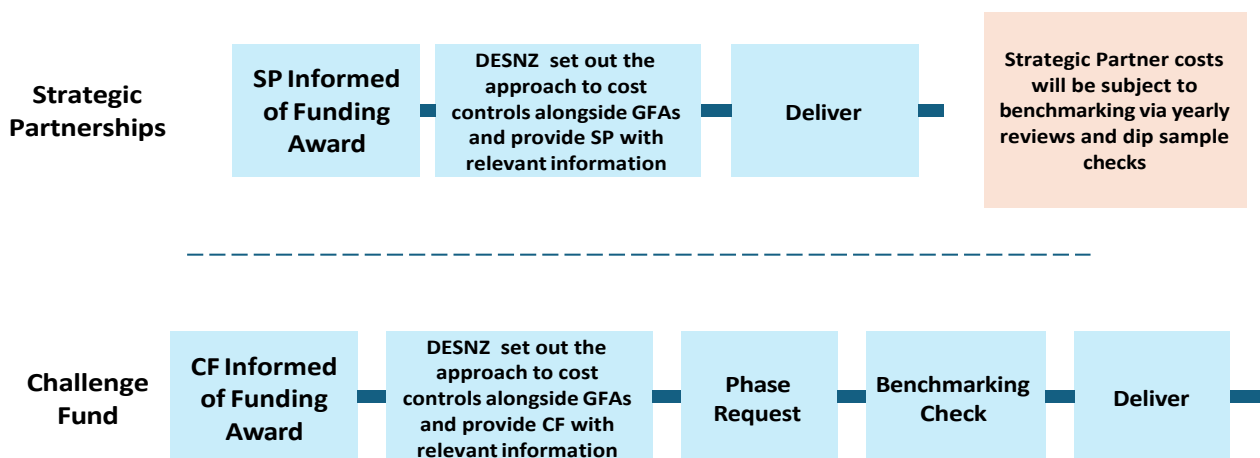 Strategic
Partnerships
SP Informed
of Funding
Award
DESNZ set out the
approach to cost
controls alongside GFAs
and provide SP with
relevant information
Deliver
Strategic Partner costs
will be subject to
benchmarking via yearly
reviews and dip sample
checks
Challenge
Fund
CF Informed
of Funding
Award
DESNZ set out the
approach to cost
controls alongside GFAs
and provide CF with
relevant information
Phase
Request
Benchmarking
Check
Deliver